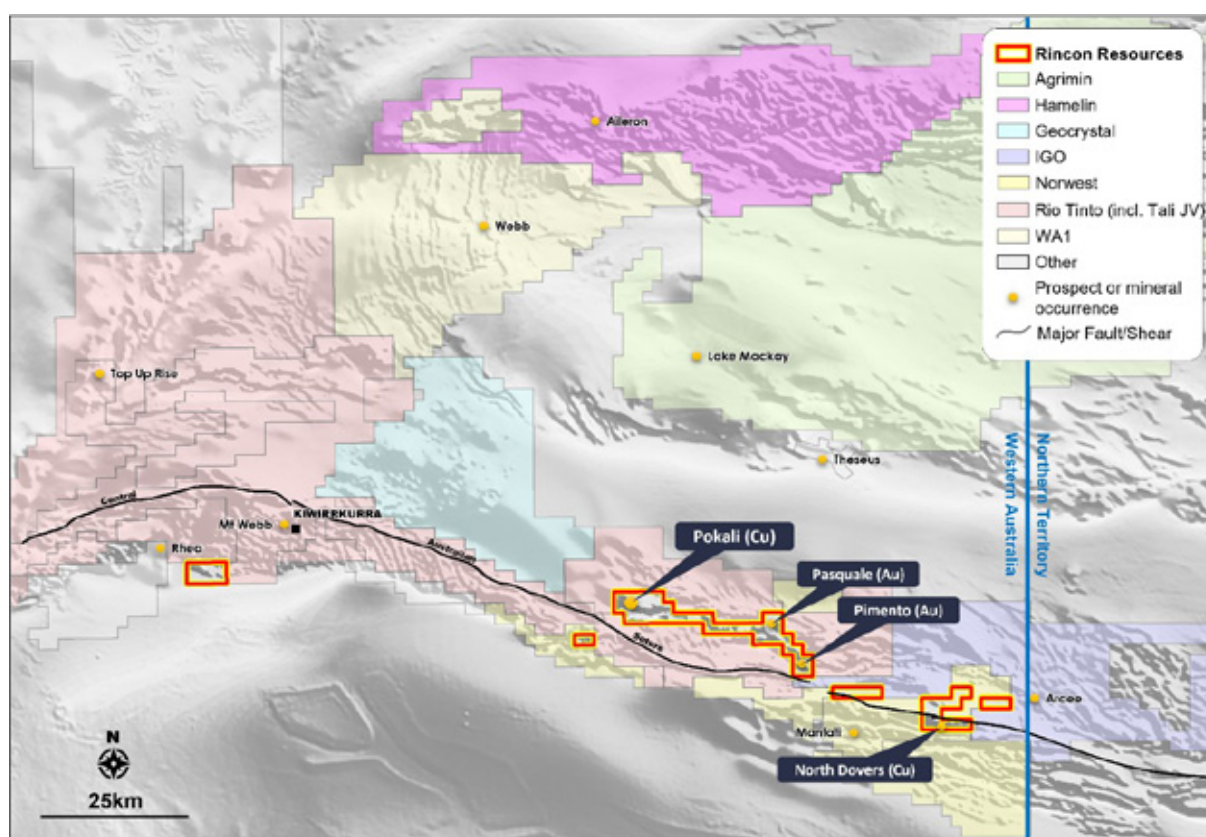 Rincon Resources
Agrimin
Hamelin
Geocrystal
IGO
Norwest
Rio Tinto (incl. Tali JV)
WA1
Other
Prospect or mineral
occurrence
Major Fault/Shear
Aileron
Webb
Lake Mackay
Top Up Rise
Theseus
Western Australia
Northern Territory
Central
KIWIRRKURRA
Mt Webb
Rhea
Australian
Pokali (Cu)
Pasquale (Au)
Pimento (Au)
Suture
Arcee
Mantati
North Dovers (Cu)
N
25km